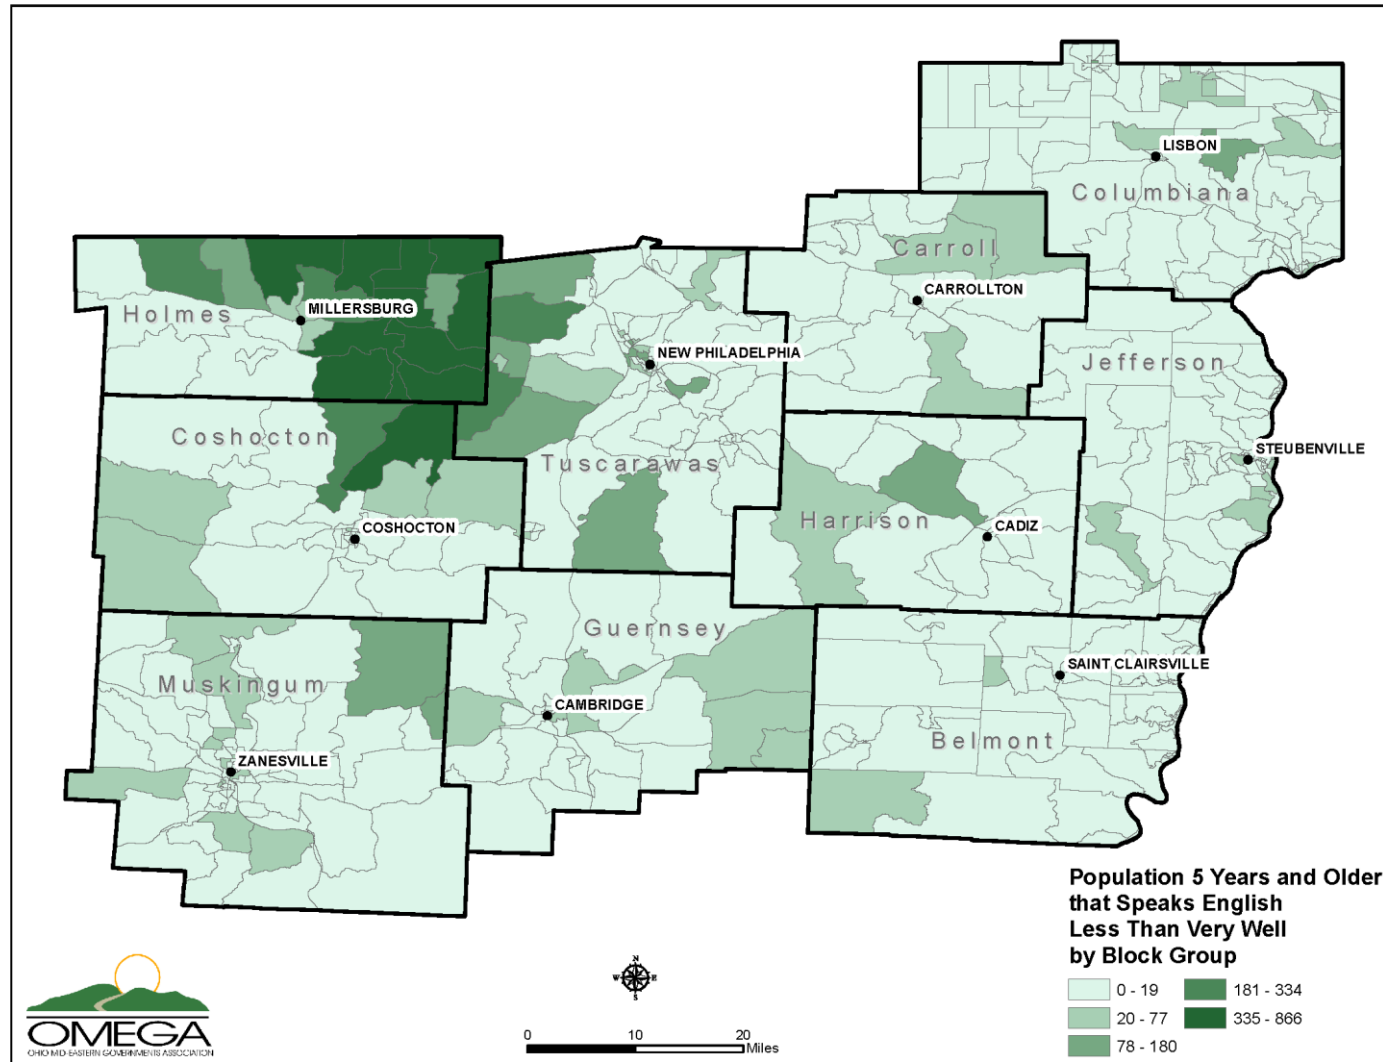 LISBON
Columbiana
Carroll
CARROLLTON
Holmes
MILLERSBURG
NEW PHILADELPHIA
Jefferson
Coshocton
Tuscarawas
STEUBENVILLE
Harrison
COSHOCTON
CADIZ
Guernsey
SAINT CLAIRSVILLE
Muskingum
CAMBRIDGE
Belmont
ZANESVILLE
Population 5 Years and Older
that Speaks English
Less Than Very Well
by Block Group
0 - 19
181 - 334
20 - 77
335 - 866
78 - 180
N
W E
S
0 10 20
Miles
OMEGA
OHIO MID-EASTERN GOVERNMENTS ASSOCIATION